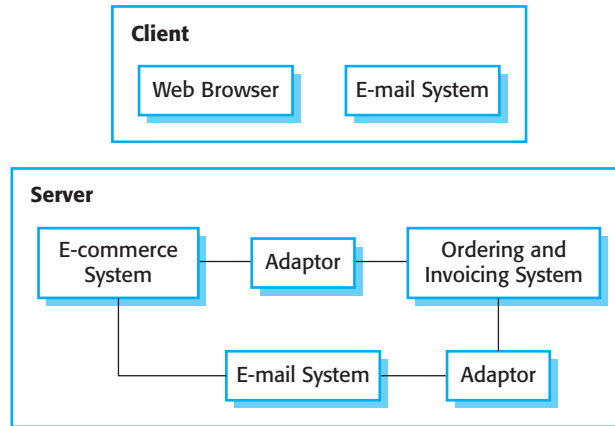 Client
Web Browser
E-mail System
Server
E-commerce
System
Adaptor
Ordering and
Invoicing System
E-mail System
Adaptor